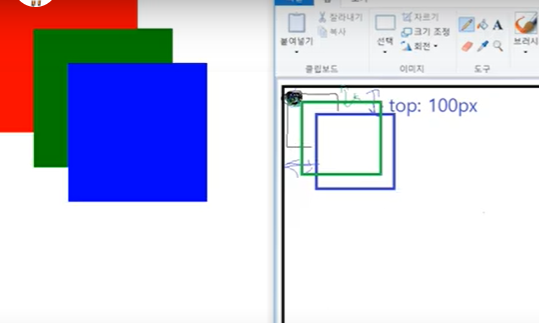 붙여넣기
잘라내기
복사
클립보드
선택
자르기
크기 조정
회전
이미지
A
도구
브러시
top: 100px